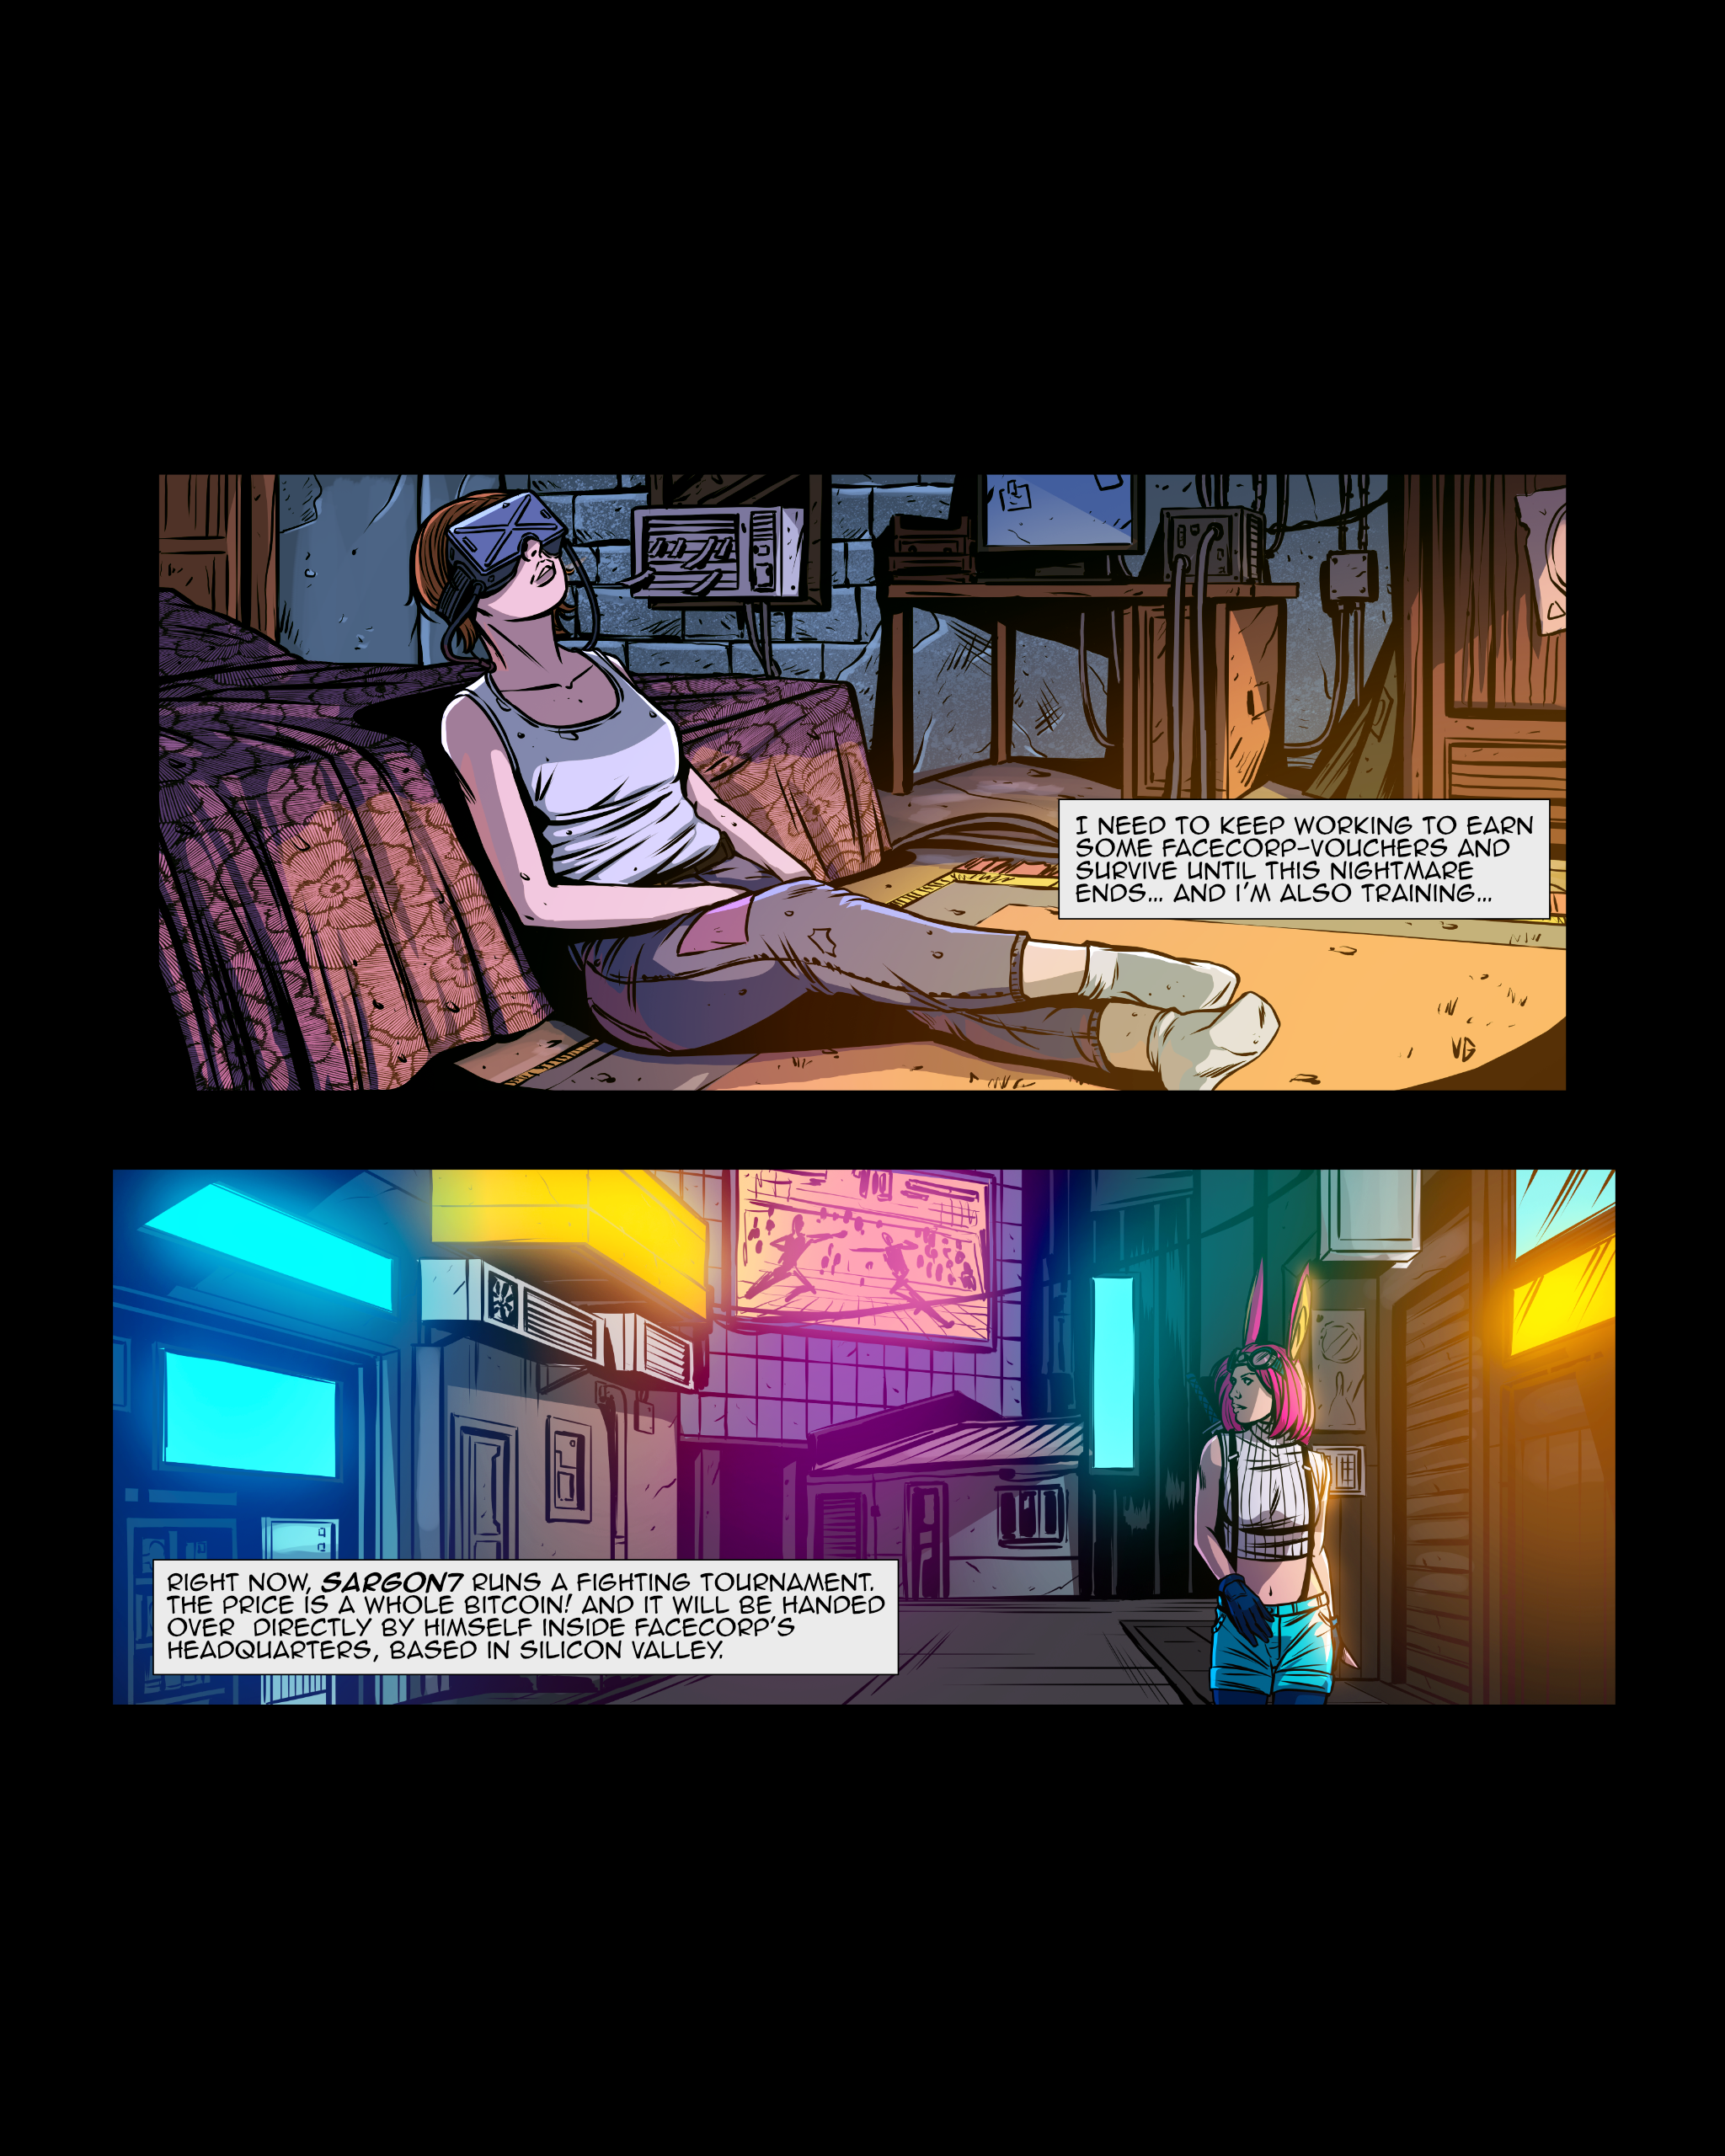 I NEED TO KEEP WORKING TO EARN
SOME FACECORP-VOUCHERS AND
SURVIVE UNTIL THIS NIGHTMARE
ENDS... AND I'M ALSO TRAINING...
VG
RIGHT NOW, SARGON7 RUNS A FIGHTING TOURNAMENT.
THE PRICE IS A WHOLE BITCOIN! AND IT WILL BE HANDED
OVER  DIRECTLY BY HIMSELF INSIDE FACECORP'S
HEADQUARTERS, BASED IN SILICON VALLEY.